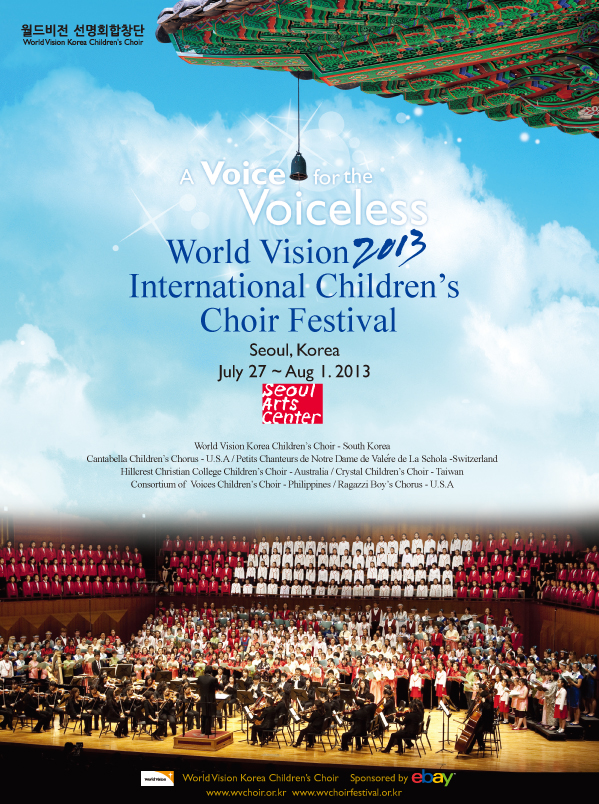 월드비전 선명회합창단
World Vision Korea Children's Choir
A Voice for the
Voiceless
World Vision 2013
International Children's
Choir Festival
Seoul, Korea
July 27 ~ Aug 1. 2013
Seoul
Arts
Center
World Vision Korea Children's Choir - South Korea
Cantabella Children's Chorus - U.S.A / Petits Chanteurs de Notre Dame de Valére de La Schola -Switzerland
Hillcrest Christian College Children's Choir - Australia / Crystal Children's Choir - Taiwan
Consortium of Voices Children's Choir - Philippines / Ragazzi Boy's Chorus - U.S.A
World Vision World Vision Korea Children's Choir Sponsored by ebay
www.wvchoir.or.kr www.wvchoirfestival.or.kr